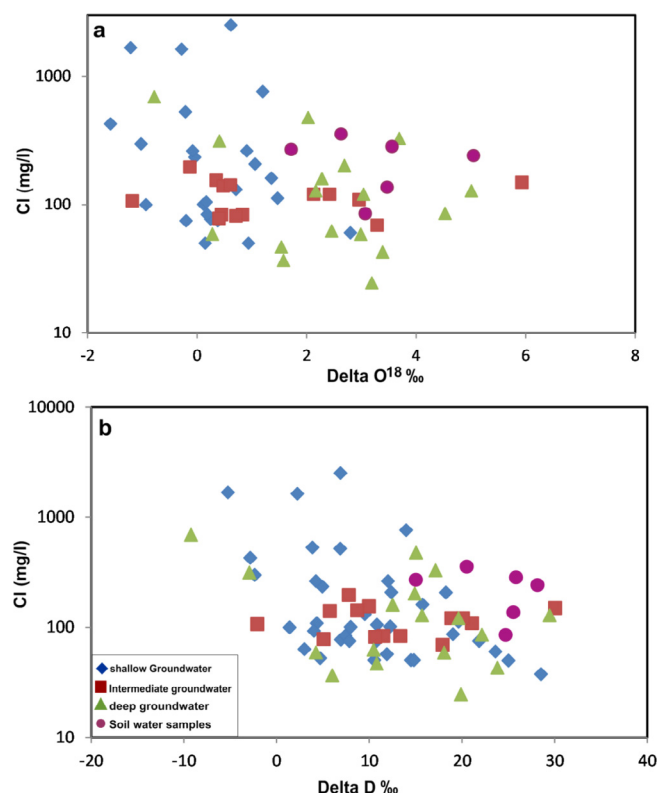 a
1000
100
10
Cl (mg/l)
-2
0
2
4
6
8
Delta O18 ‰
b
10000
1000
100
10
Cl (mg/l)
shallow Groundwater
Intermediate groundwater
deep groundwater
Soil water samples
-20
-10
0
10
20
30
40
Delta D ‰